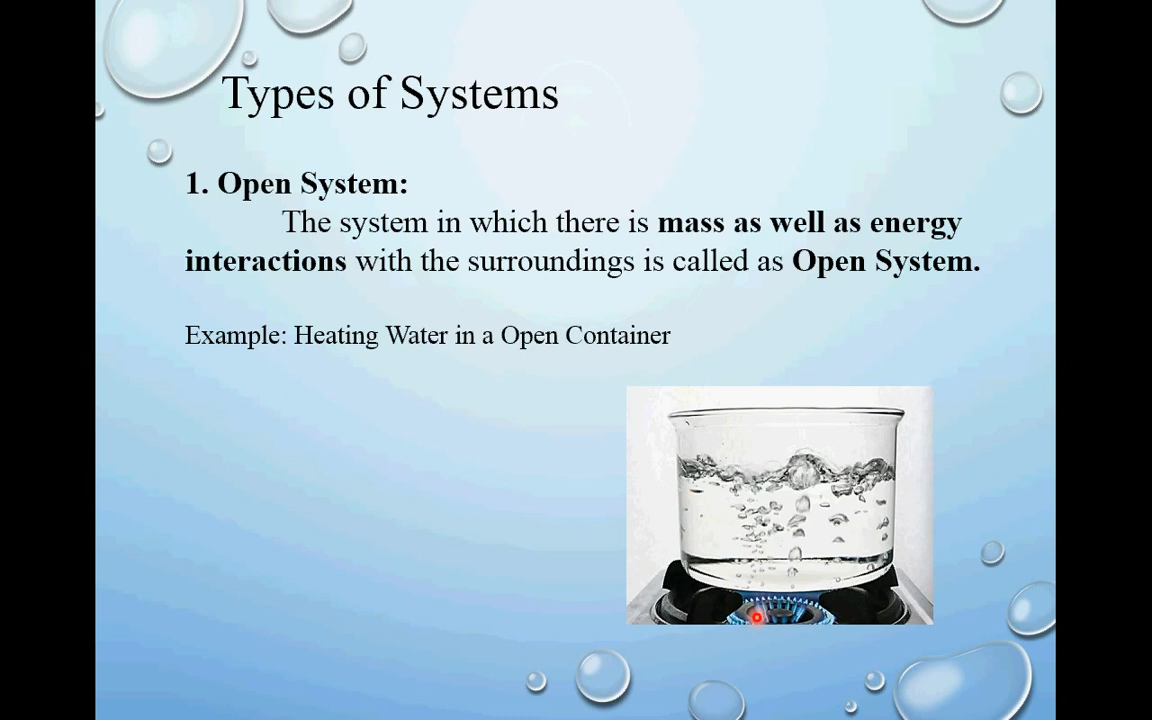 Types of Systems
1. Open System:
The system in which there is mass as well as energy
interactions with the surroundings is called as Open System.
Example: Heating Water in a Open Container